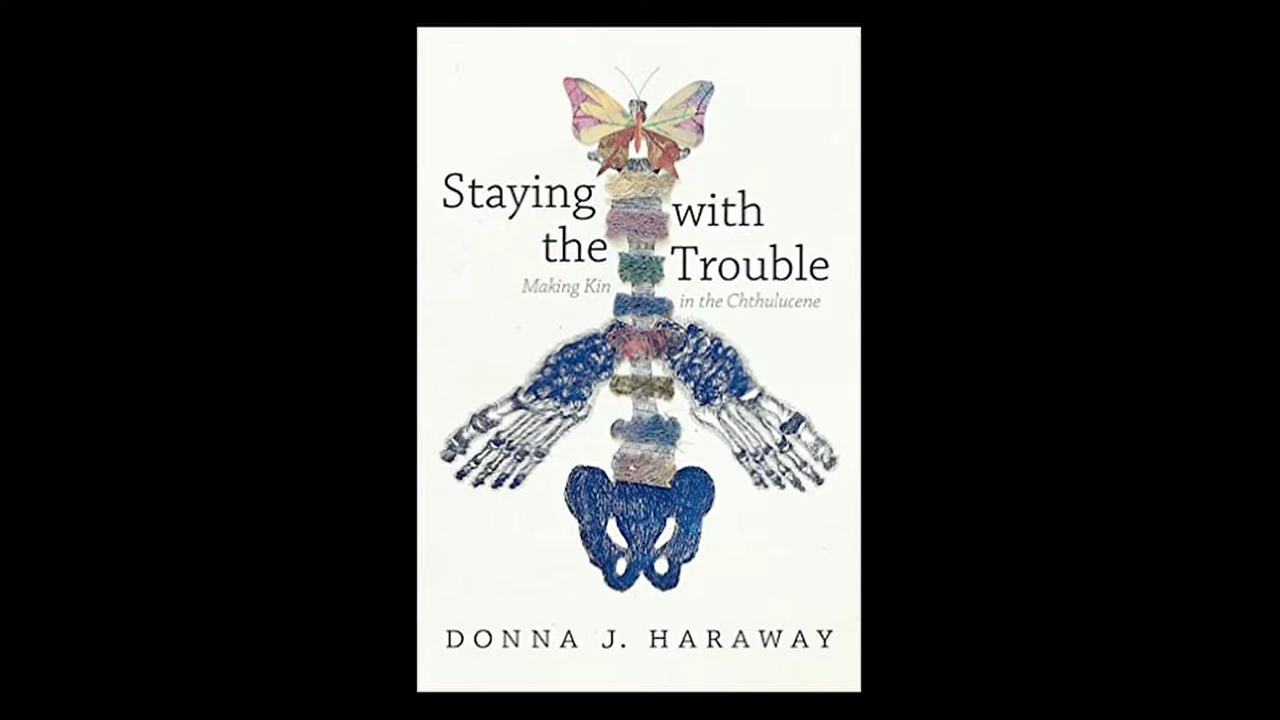 Staying with
the Trouble
Making Kin in the Chthulucene
DONNA J. HARAWAY